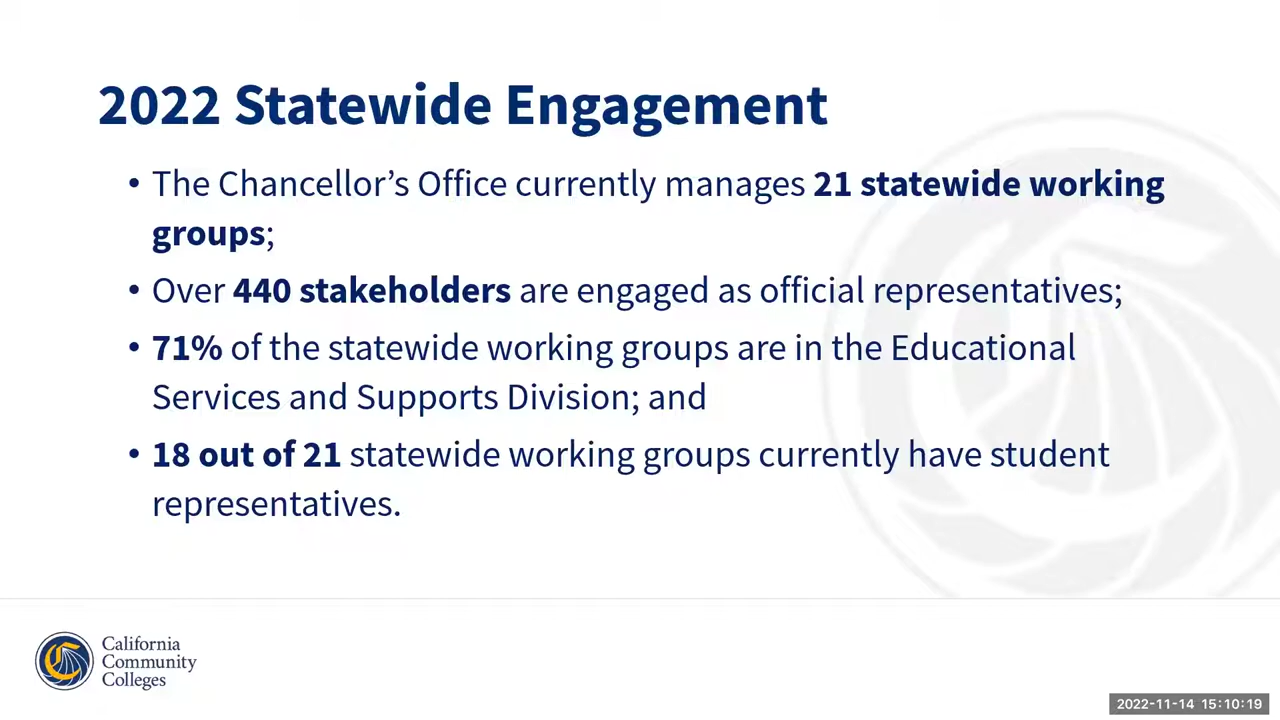 2022 Statewide Engagement
• The Chancellor’s Office currently manages 21 statewide working
groups;
• Over 440 stakeholders are engaged as official representatives;
• 71% of the statewide working groups are in the Educational
Services and Supports Division; and
• 18 out of 21 statewide working groups currently have student
representatives.
California
Community
Colleges
2022-11-14 15:10:19